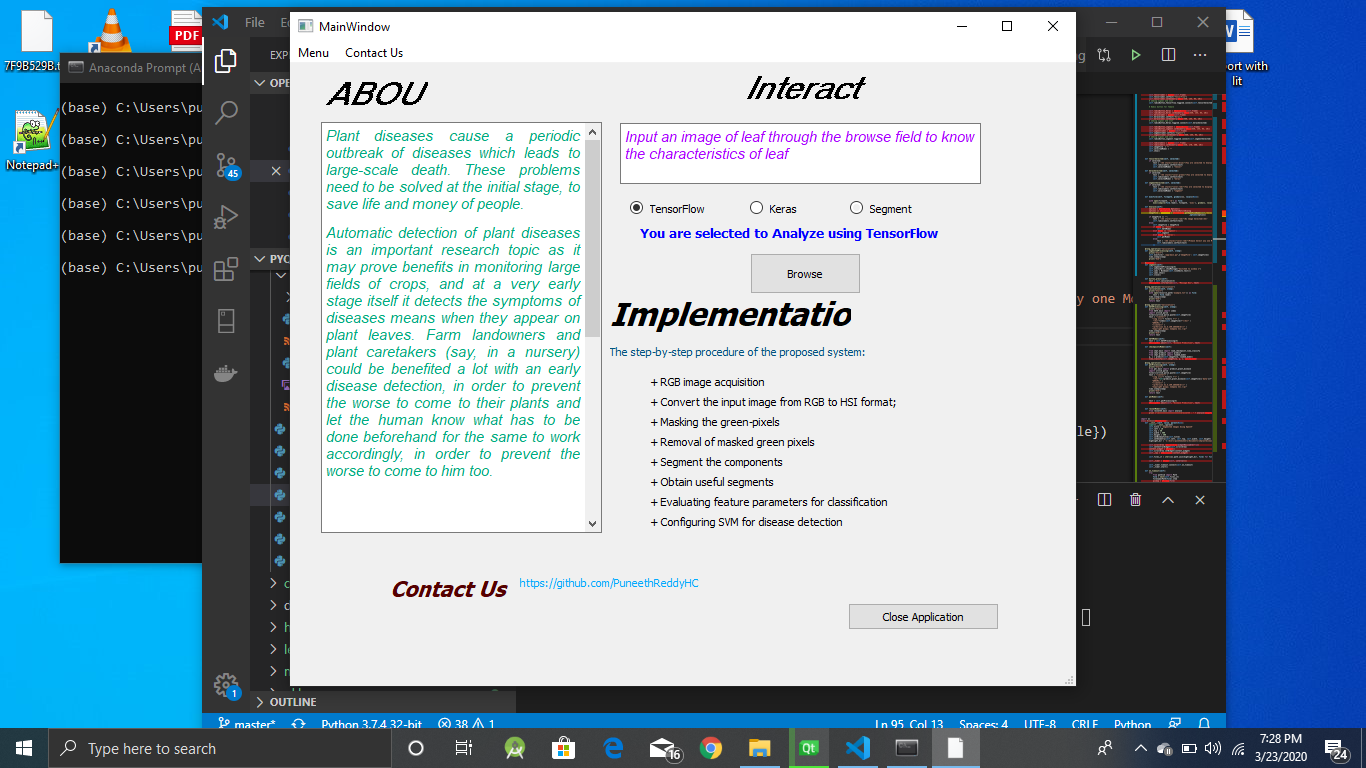 7F9B529B.t
PDF
Notepad+
Anaconda Prompt (A
(base) C:\Users\pu
(base) C:\Users\pu
(base) C:\Users\pu
(base) C:\Users\pu
(base) C:\Users\pu
(base) C:\Users\pu
File
OUTLINE
45
1
MainWindow
Menu Contact Us
ABOU
Plant diseases cause a periodic
outbreak of diseases which leads to
large-scale death. These problems
need to be solved at the initial stage, to
save life and money of people.
Automatic detection of plant diseases
is an important research topic as it
may prove benefits in monitoring large
fields of crops, and at a very early
stage itself it detects the symptoms of
diseases means when they appear on
plant leaves. Farm landowners and
plant caretakers (say, in a nursery)
could be benefited a lot with an early
disease detection, in order to prevent
the worse to come to their plants and
let the human know what has to be
done beforehand for the same to work
accordingly, in order to prevent the
worse to come to him too.
Interact
Input an image of leaf through the browse field to know
the characteristics of leaf
TensorFlow Keras Segment
You are selected to Analyze using TensorFlow
Browse
Implementatio
The step-by-step procedure of the proposed system:
+ RGB image acquisition
+ Convert the input image from RGB to HSI format;
+ Masking the green-pixels
+ Removal of masked green pixels
+ Segment the components
+ Obtain useful segments
+ Evaluating feature parameters for classification
+ Configuring SVM for disease detection
Contact Us https://github.com/PuneethReddyHC
Close Application
y one Mo
le})
ort with
lit
master* Python 3.7.4 32-bit 38 1 Ln 95, Col 13 Spaces: 4 UTF-8 CRLF Python
Type here to search
16
Qt
7:28 PM
3/23/2020
24